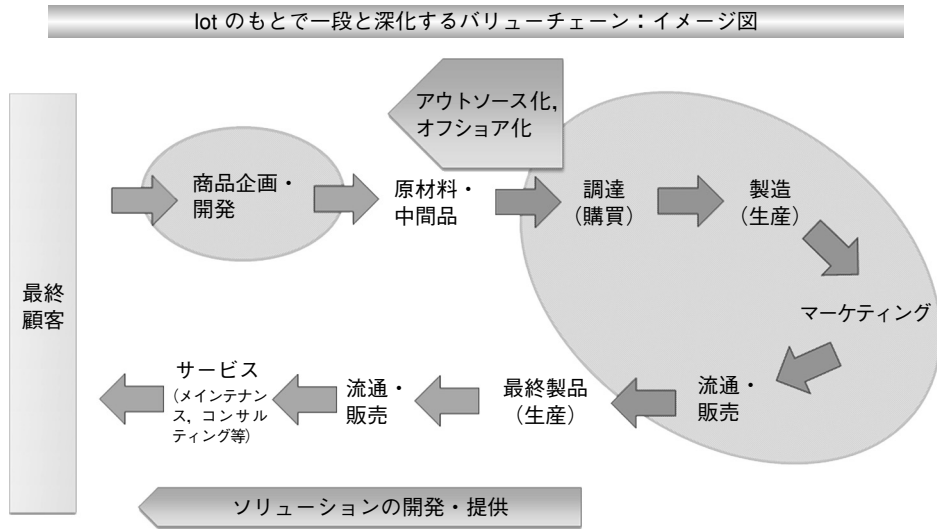 Iot のもとで一段と深化するバリューチェーン：イメージ図
アウトソース化，
オフショア化
商品企画・
開発
原材料・
中間品
調達
（購買）
製造
（生産）
マーケティング
最終
顧客
サービス
（メインテナン
ス，コンサル
ティング等）
流通・
販売
最終製品
（生産）
流通・
販売
ソリューションの開発・提供